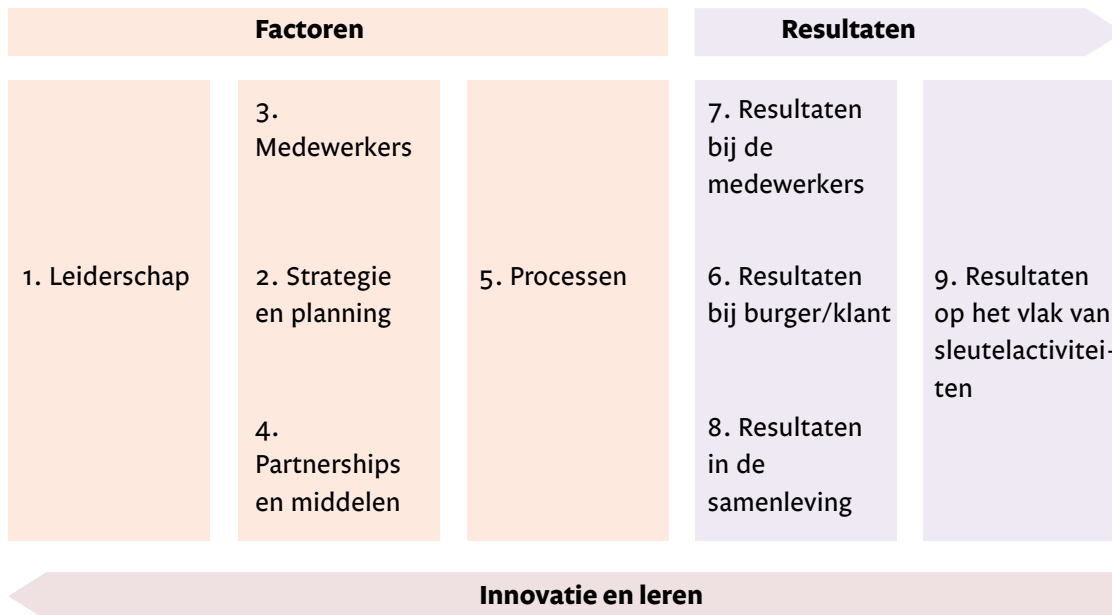 Factoren
Resultaten
1. Leiderschap
3.
Medewerkers
2. Strategie
en planning
4.
Partnerships
en middelen
5. Processen
7. Resultaten
bij de
medewerkers
6. Resultaten
bij burger/klant
8. Resultaten
in de
samenleving
9. Resultaten
op het vlak van
sleutelactivitei-
ten
Innovatie en leren